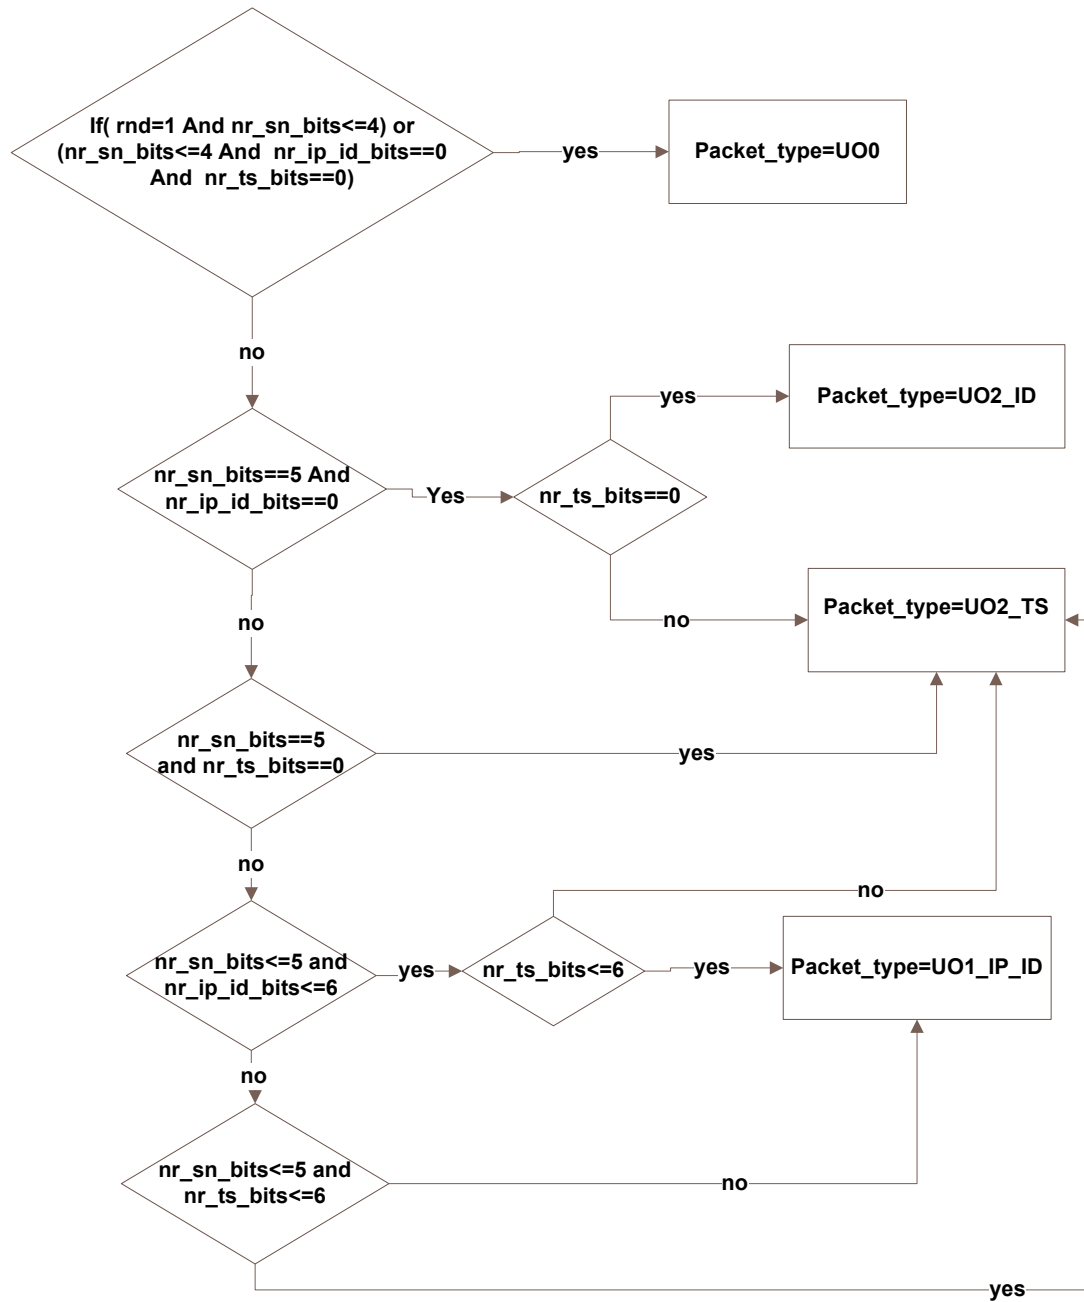 If( rnd=1 And nr_sn_bits<=4) or
(nr_sn_bits<=4 And nr_ip_id_bits==0
And nr_ts_bits==0)
yes
Packet_type=UO0
no
yes
Packet_type=UO2_ID
nr_sn_bits==5 And
nr_ip_id_bits==0
Yes
nr_ts_bits==0
no
no
Packet_type=UO2_TS
nr_sn_bits==5
and nr_ts_bits==0
yes
no
no
nr_sn_bits<=5 and
nr_ip_id_bits<=6
yes
nr_ts_bits<=6
yes
Packet_type=UO1_IP_ID
no
nr_sn_bits<=5 and
nr_ts_bits<=6
no
yes